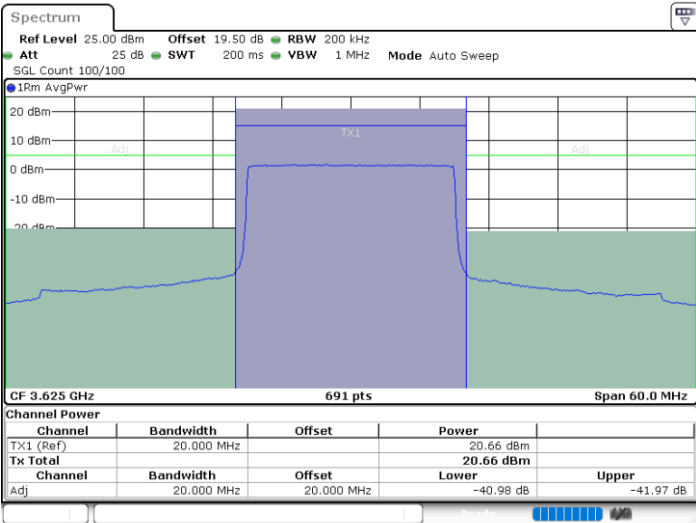 Spectrum
Ref Level 25.00 dBm Offset 19.50 dB RBW 200 kHz
Att 25 dB SWT 200 ms VBW 1 MHz Mode Auto Sweep
SGL Count 100/100
1Rm AvgPwr
20 dBm
TX1
10 dBm
Adj Adj
0 dBm
-10 dBm
-20 dBm
CF 3.625 GHz 691 pts Span 60.0 MHz
Channel Power
Channel Bandwidth Offset Power
TX1 (Ref) 20.000 MHz 20.66 dBm
Tx Total 20.66 dBm
Channel Bandwidth Offset Lower Upper
Adj 20.000 MHz 20.000 MHz -40.98 dB -41.97 dB
Ready